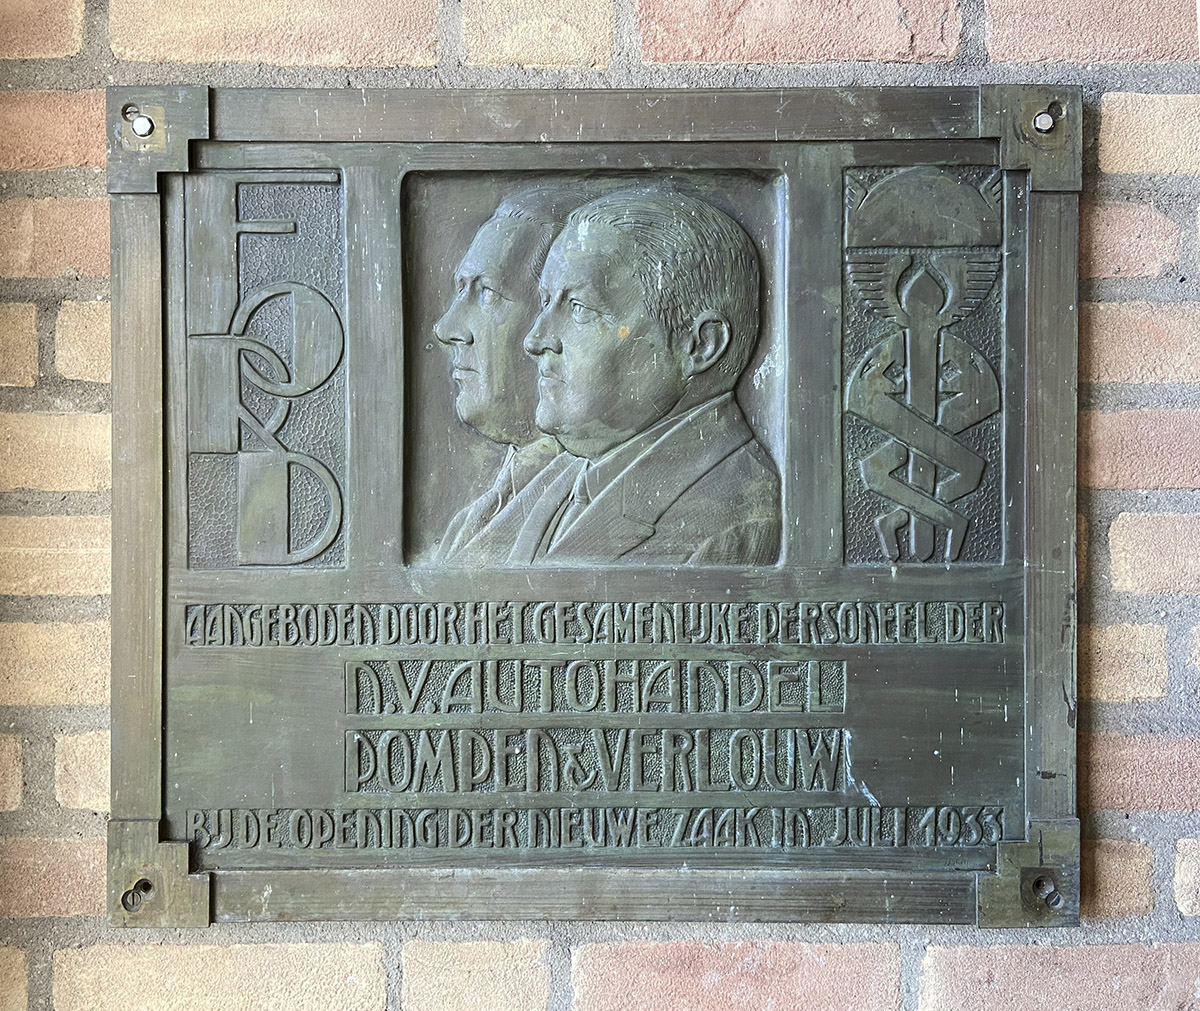 FORD
AANGEBODEN DOOR HET GESAMENLIJKE PERSONEEL DER
N.V. AUTOHANDEL
POMPEN & VERLOUW
BIJ DE OPENING DER NIEUWE ZAAK IN JULI 1933